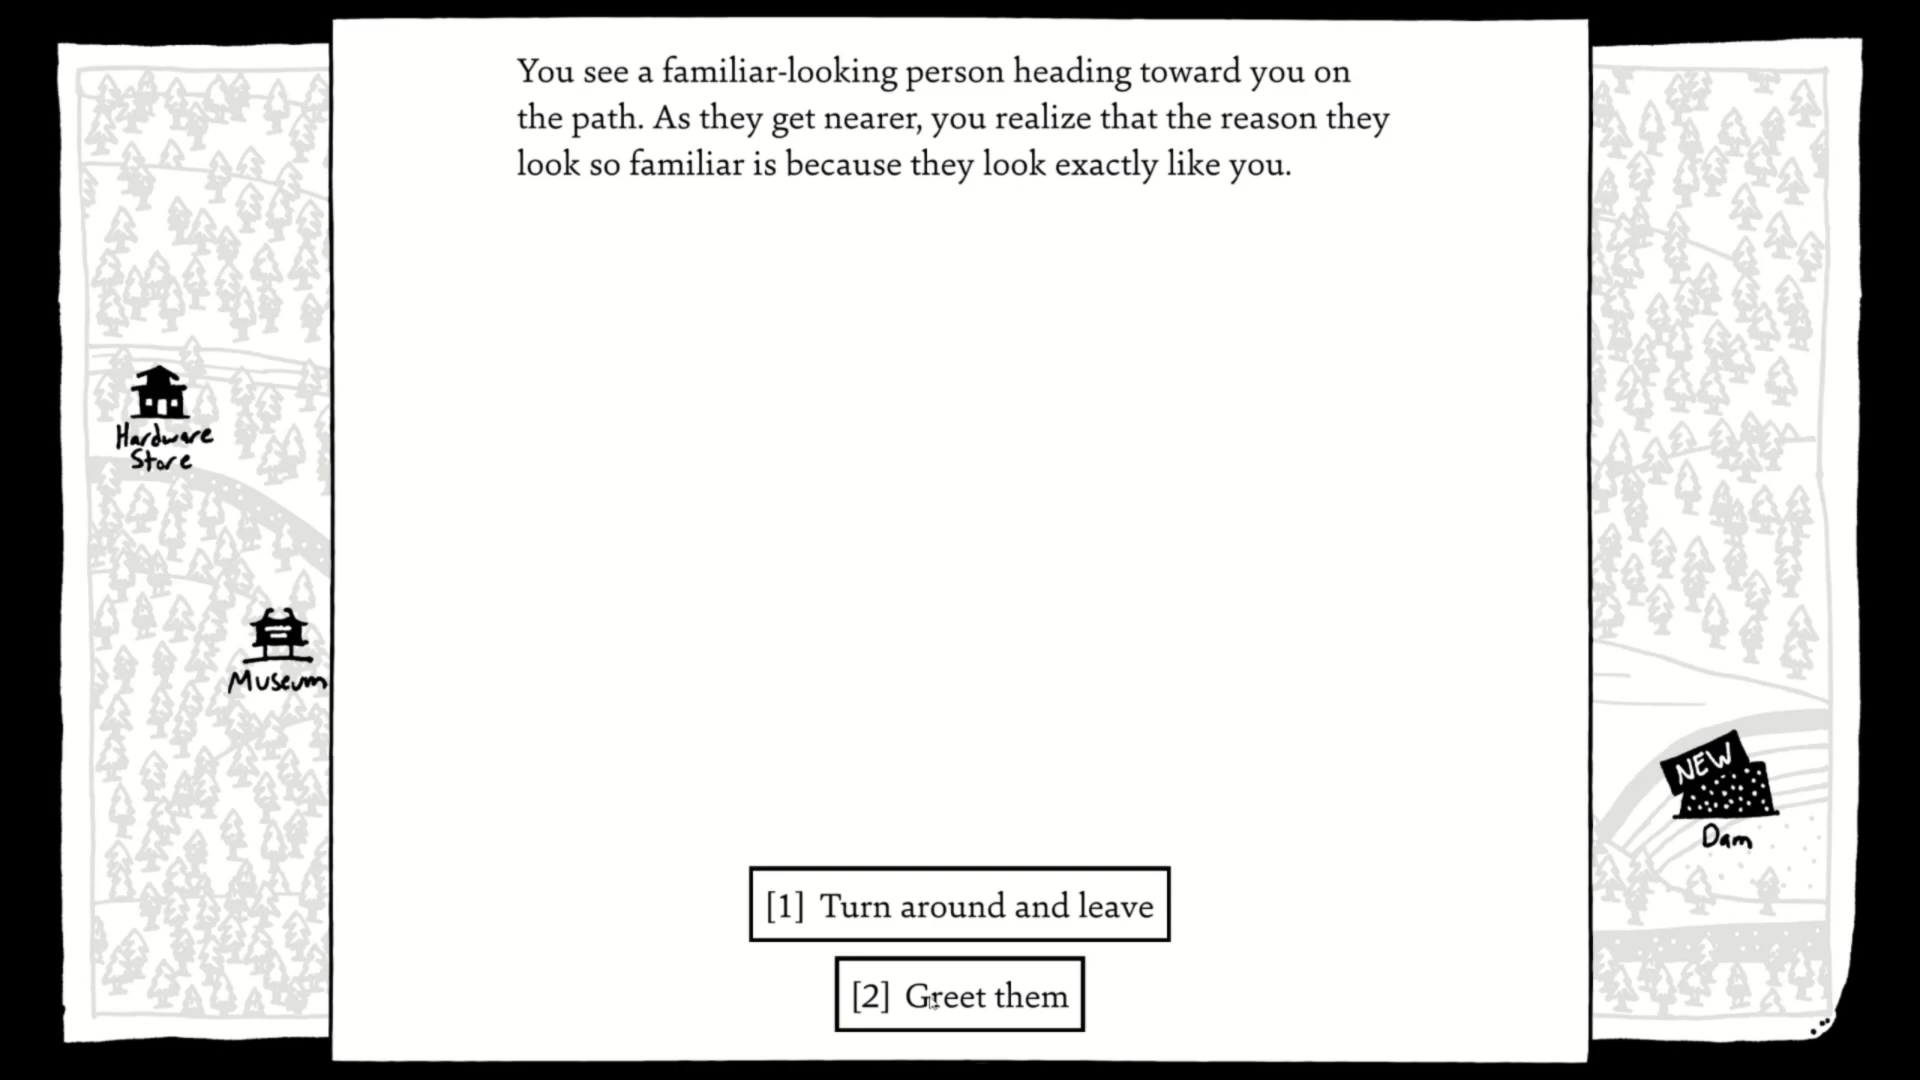 You see a familiar-looking person heading toward you on
the path. As they get nearer, you realize that the reason they
look so familiar is because they look exactly like you.
Hardware
Store
Museum
NEW
Dam
[1] Turn around and leave
[2] Greet them